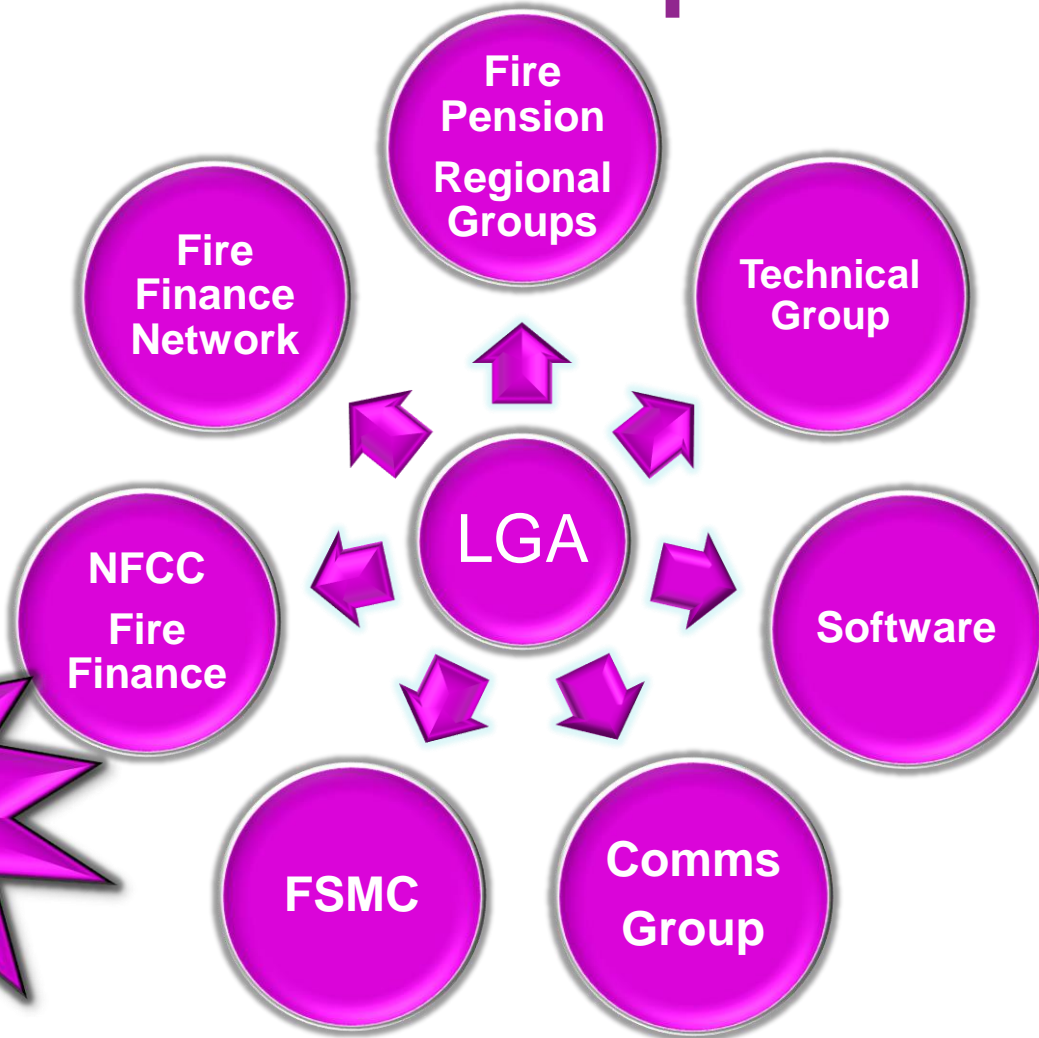 Fire
Pension
Regional
Groups
Fire
Finance
Network
Technical
Group
LGA
NFCC
Fire
Finance
Software
FSMC
Comms
Group